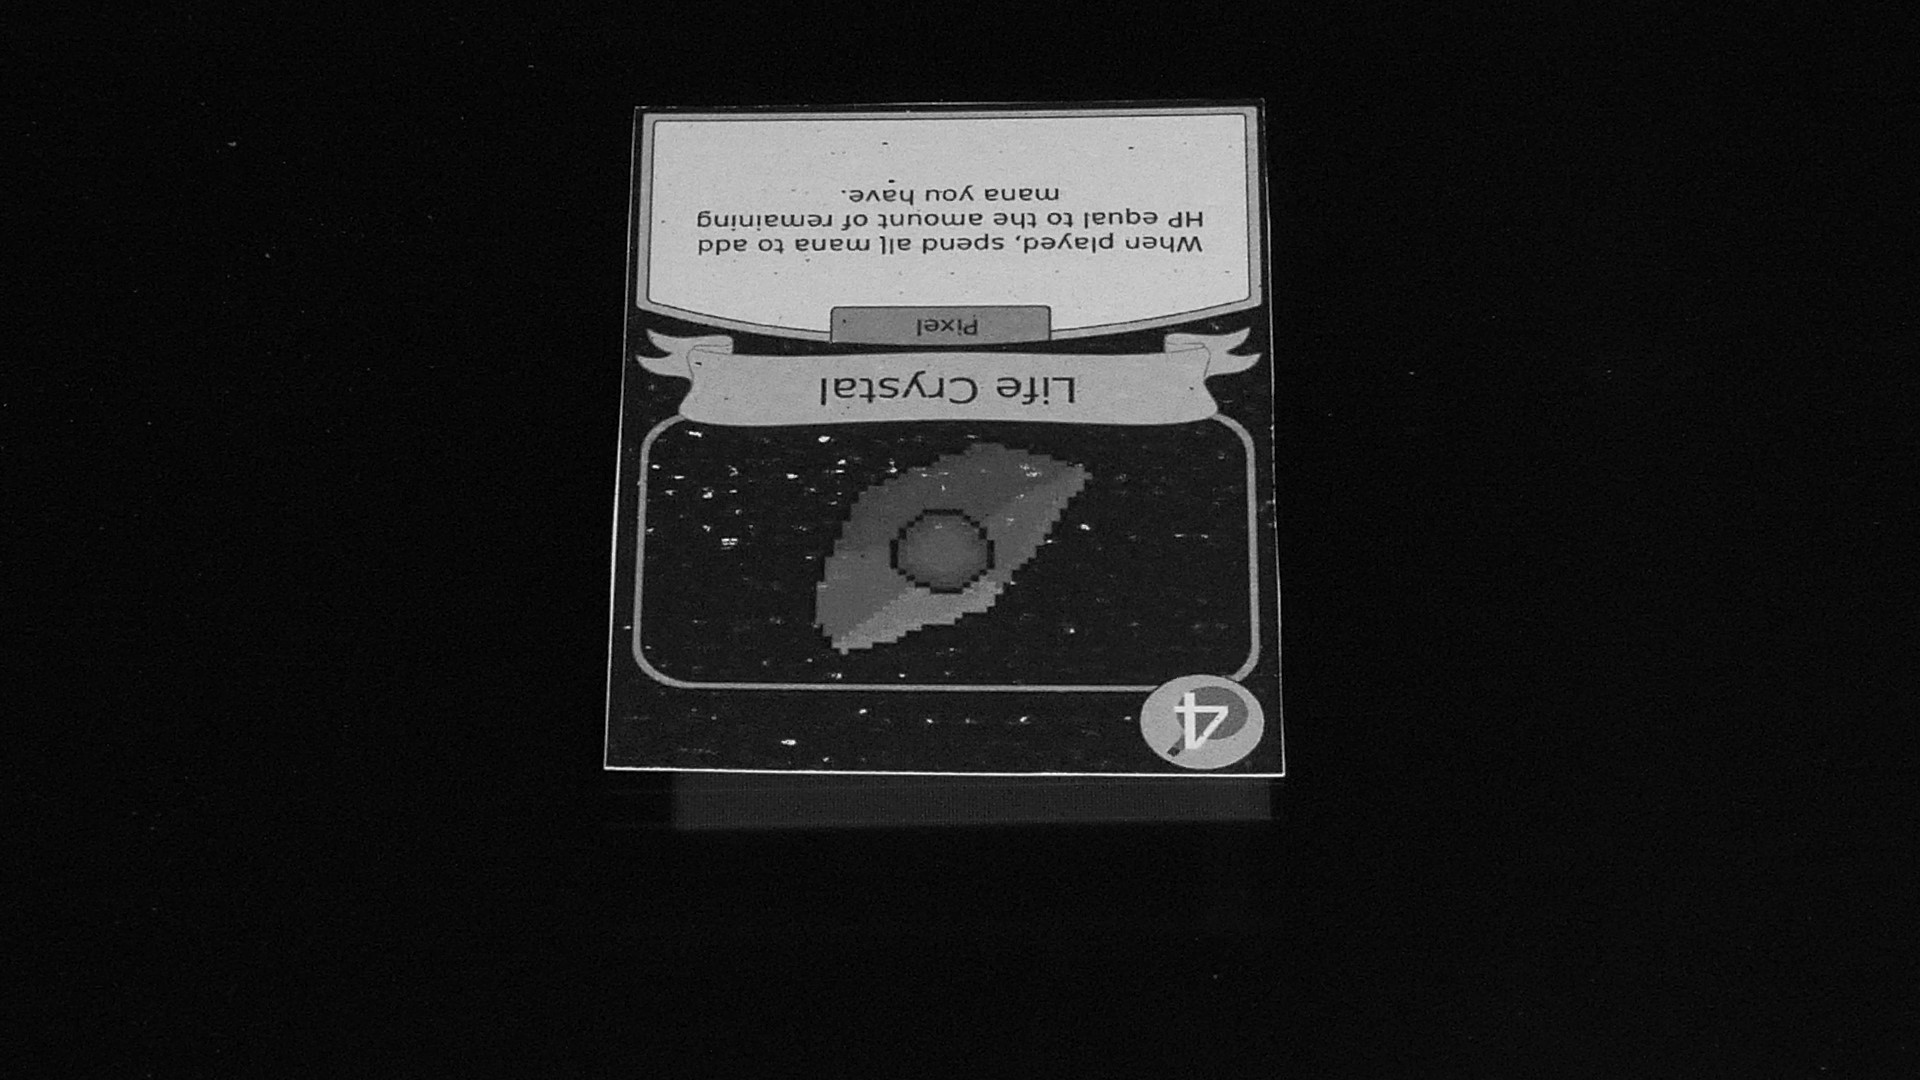 4
Life Crystal
Pixel
When played, spend all mana to add
HP equal to the amount of remaining
mana you have.